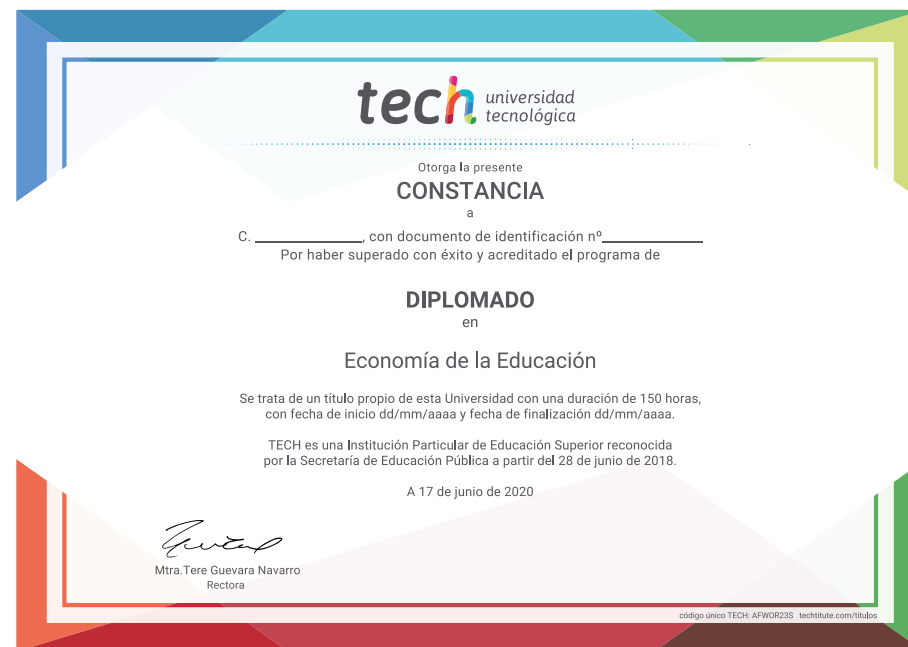 tech universidad
tecnológica
Otorga la presente
CONSTANCIA
a
C. ____________, con documento de identificación nº____________
Por haber superado con éxito y acreditado el programa de
DIPLOMADO
en
Economía de la Educación
Se trata de un título propio de esta Universidad con una duración de 150 horas,
con fecha de inicio dd/mm/aaaa y fecha de finalización dd/mm/aaaa.
TECH es una Institución Particular de Educación Superior reconocida
por la Secretaría de Educación Pública a partir del 28 de junio de 2018.
A 17 de junio de 2020
Mtra.Tere Guevara Navarro
Rectora
código único TECH: AFWOR23S techtitute.com/titulos